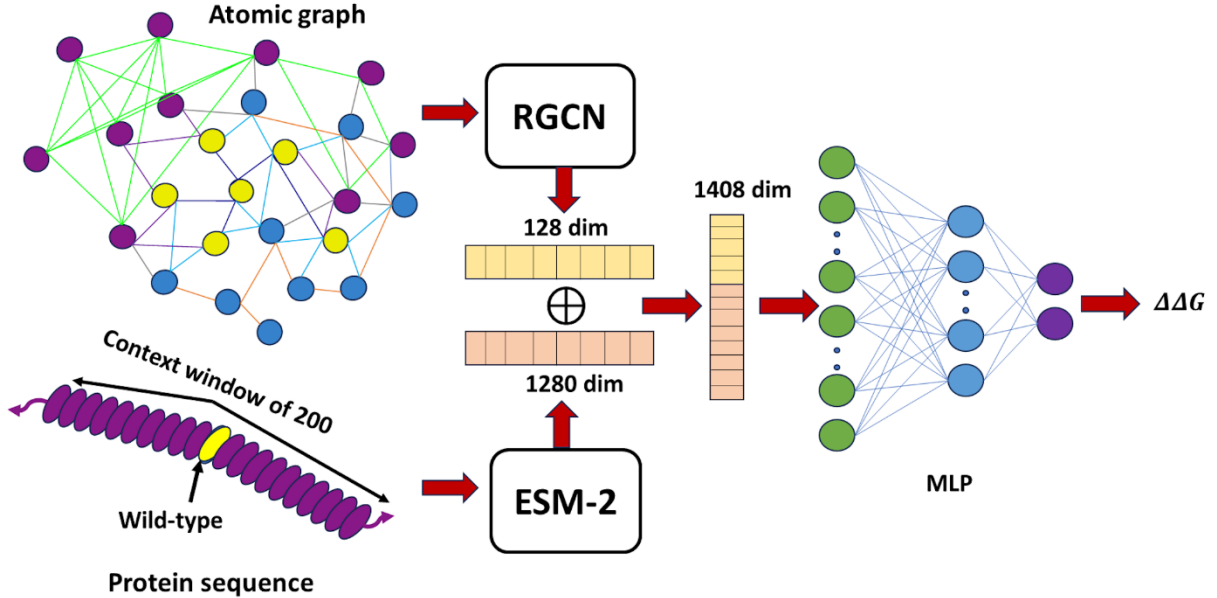 Atomic graph
RGCN
1408 dim
128 dim
ΔΔG
1280 dim
Context window of 200
ESM-2
Wild-type
MLP
Protein sequence